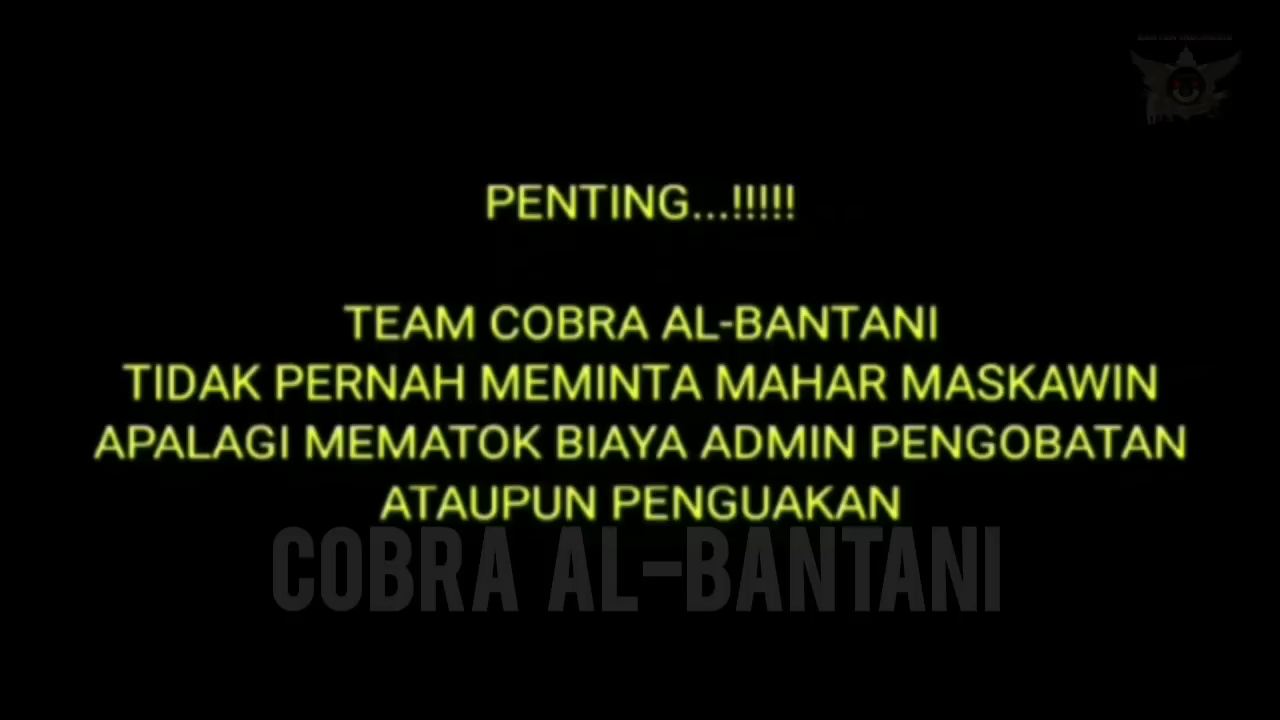 PENTING...!!!!!
TEAM COBRA AL-BANTANI
TIDAK PERNAH MEMINTA MAHAR MASKAWIN
APALAGI MEMATOK BIAYA ADMIN PENGOBATAN
ATAUPUN PENGUAKAN
COBRA AL-BANTANI